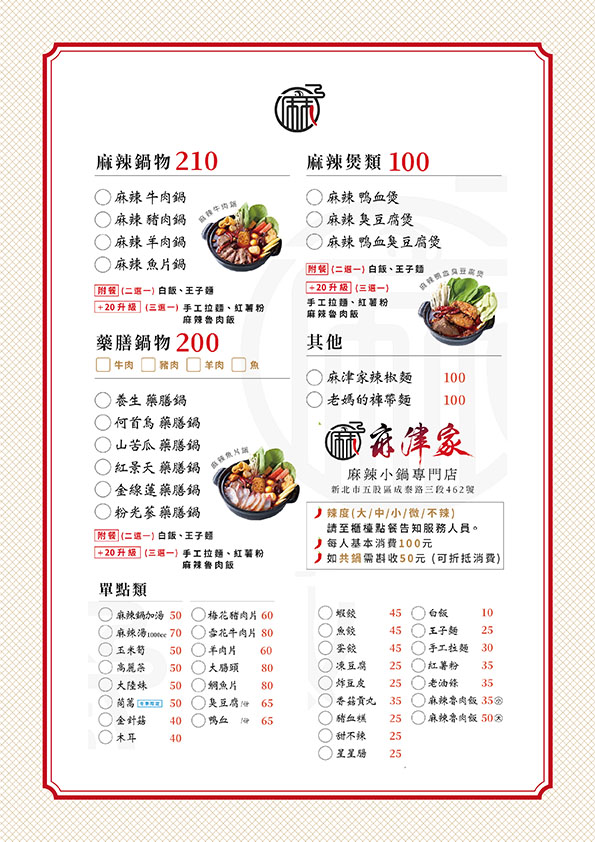 麻辣鍋物 210
麻辣 牛肉鍋
麻辣 豬肉鍋
麻辣 羊肉鍋
麻辣 魚片鍋
麻辣牛肉鍋
附餐 (二選一) 白飯、王子麵
+20升級 (三選一) 手工拉麵、紅薯粉
麻辣魯肉飯
藥膳鍋物 200
牛肉 豬肉 羊肉 魚
養生 藥膳鍋
何首烏 藥膳鍋
山苦瓜 藥膳鍋
紅景天 藥膳鍋
金線蓮 藥膳鍋
粉光蔘 藥膳鍋
麻辣魚片鍋
附餐 (二選一) 白飯、王子麵
+20升級 (三選一) 手工拉麵、紅薯粉
麻辣魯肉飯
麻辣煲類 100
麻辣 鴨血煲
麻辣 臭豆腐煲
麻辣 鴨血臭豆腐煲
附餐 (二選一) 白飯、王子麵
+20升級 (三選一)
手工拉麵、紅薯粉
麻辣魯肉飯
麻辣鴨血臭豆腐煲
其他
麻津家辣椒麵 100
老媽的褲帶麵 100
麻津家
麻辣小鍋專門店
新北市五股區成泰路三段462號
辣度(大/中/小/微/不辣)
請至櫃檯點餐告知服務人員。
每人基本消費100元
如共鍋需斟收50元 (可折抵消費)
單點類
麻辣鍋加湯 50
麻辣湯1000cc 70
玉米筍 50
高麗菜 50
大陸妹 50
茼萵 50
金針菇 40
木耳 40
梅花豬肉片 60
雪花牛肉片 80
羊肉片 60
大腸頭 80
鯛魚片 80
臭豆腐/份 65
鴨血 /份 65
蝦餃 45
魚餃 45
蛋餃 45
凍豆腐 25
炸豆皮 25
香菇貢丸 35
豬血糕 25
甜不辣 25
星星腸 25
白飯 10
王子麵 25
手工拉麵 30
紅薯粉 35
老油條 35
麻辣魯肉飯 35 小
麻辣魯肉飯 50 大